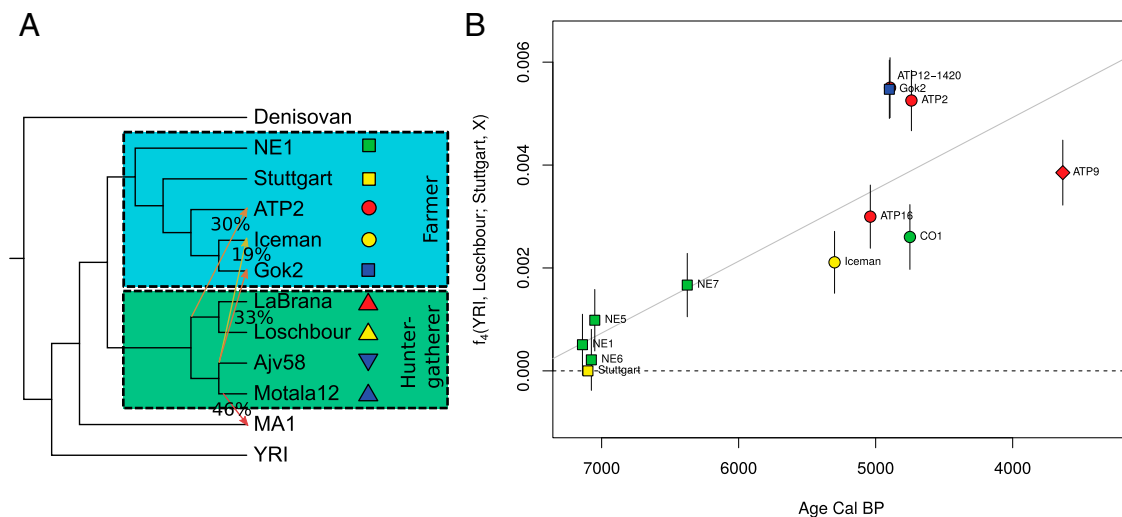 A
Denisovan
NE1
Stuttgart
ATP2
30%
Iceman
19%
Gok2
Farmer
LaBrana
33%
Loschbour
Ajv58
Motala12
46%
Hunter-
gatherer
MA1
YRI
B
f4(YRI, Loschbour; Stuttgart, X)
0.006
0.004
0.002
0.000
ATP12−1420
Gok2
ATP2
ATP9
ATP16
CO1
Iceman
NE7
NE5
NE1
NE6
Stuttgart
7000
6000
5000
4000
Age Cal BP